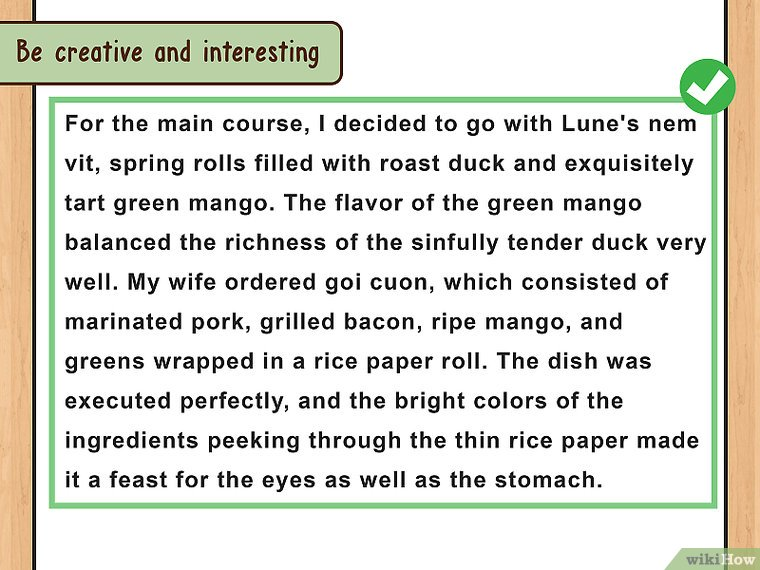 Be creative and interesting
For the main course, I decided to go with Lune's nem
vit, spring rolls filled with roast duck and exquisitely
tart green mango. The flavor of the green mango
balanced the richness of the sinfully tender duck very
well. My wife ordered goi cuon, which consisted of
marinated pork, grilled bacon, ripe mango, and
greens wrapped in a rice paper roll. The dish was
executed perfectly, and the bright colors of the
ingredients peeking through the thin rice paper made
it a feast for the eyes as well as the stomach.
wikiHow